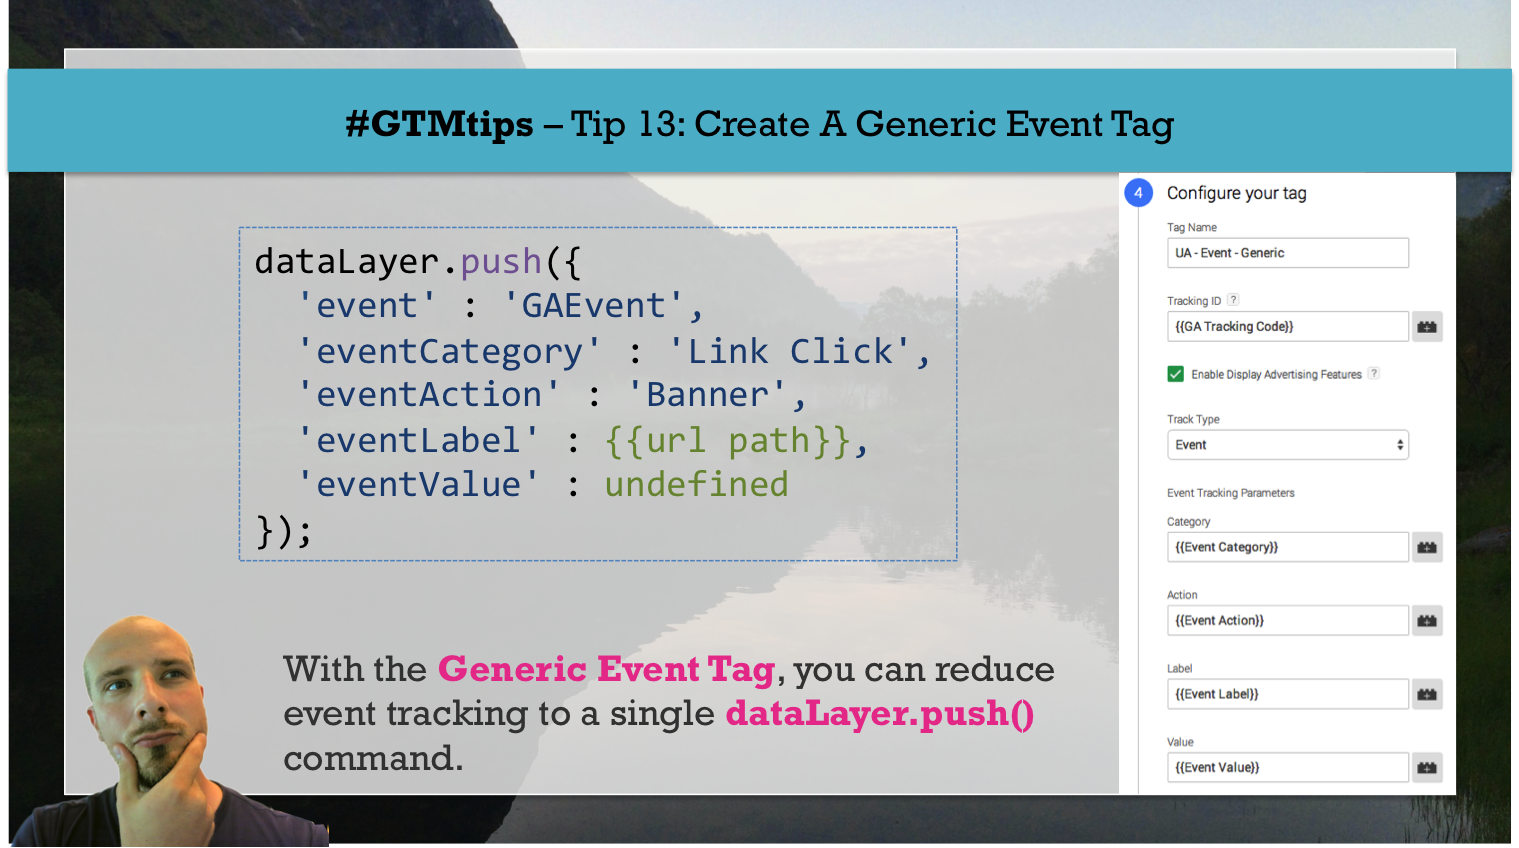 #GTMtips – Tip 13: Create A Generic Event Tag
dataLayer.push({
'event' : 'GAEvent',
'eventCategory' : 'Link Click',
'eventAction' : 'Banner',
'eventLabel' : {{url path}},
'eventValue' : undefined
});
With the Generic Event Tag, you can reduce
event tracking to a single dataLayer.push()
command.
4 Configure your tag
Tag Name
UA - Event - Generic
Tracking ID ?
{{GA Tracking Code}}
Enable Display Advertising Features ?
Track Type
Event
Event Tracking Parameters
Category
{{Event Category}}
Action
{{Event Action}}
Label
{{Event Label}}
Value
{{Event Value}}